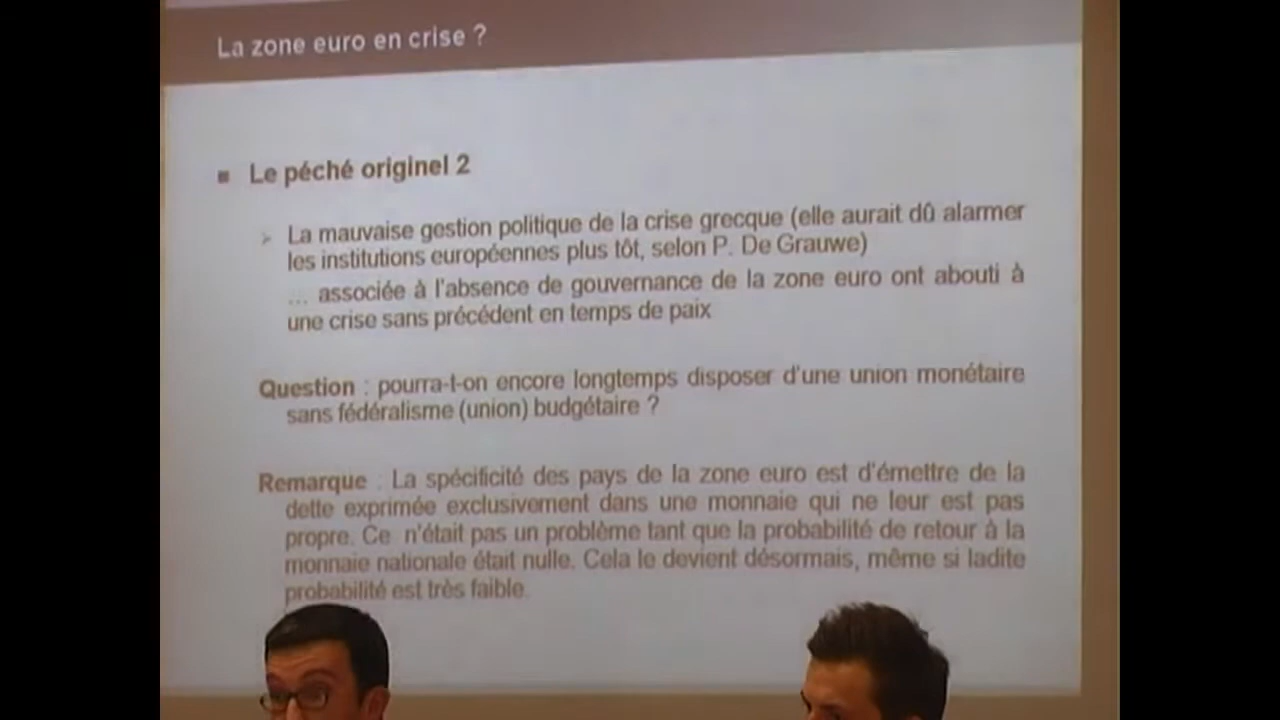 La zone euro en crise ?
Le péché originel 2
La mauvaise gestion politique de la crise grecque (elle aurait dû alarmer
les institutions européennes plus tôt, selon P. De Grauwe)
... associée à l'absence de gouvernance de la zone euro ont abouti à
une crise sans précédent en temps de paix
Question : pourra-t-on encore longtemps disposer d'une union monétaire
sans fédéralisme (union) budgétaire ?
Remarque : La spécificité des pays de la zone euro est d'émettre de la
dette exprimée exclusivement dans une monnaie qui ne leur est pas
propre. Ce n'était pas un problème tant que la probabilité de retour à la
monnaie nationale était nulle. Cela le devient désormais, même si ladite
probabilité est très faible.